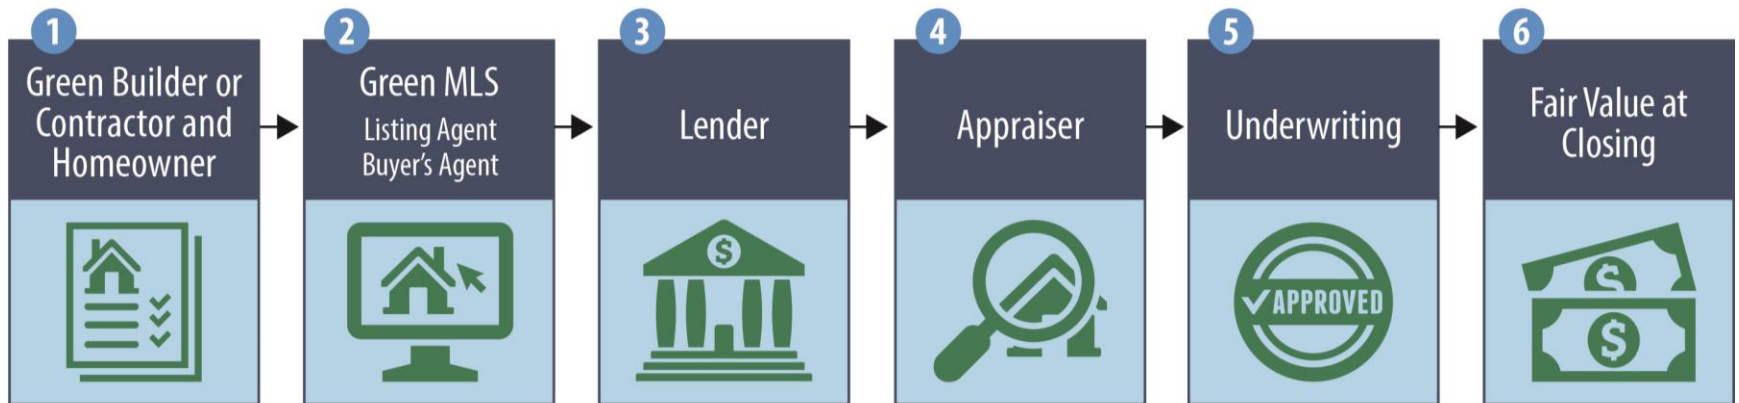 1
Green Builder or
Contractor and
Homeowner
2
Green MLS
Listing Agent
Buyer’s Agent
3
Lender
$
4
Appraiser
5
Underwriting
APPROVED
6
Fair Value at
Closing
$
$